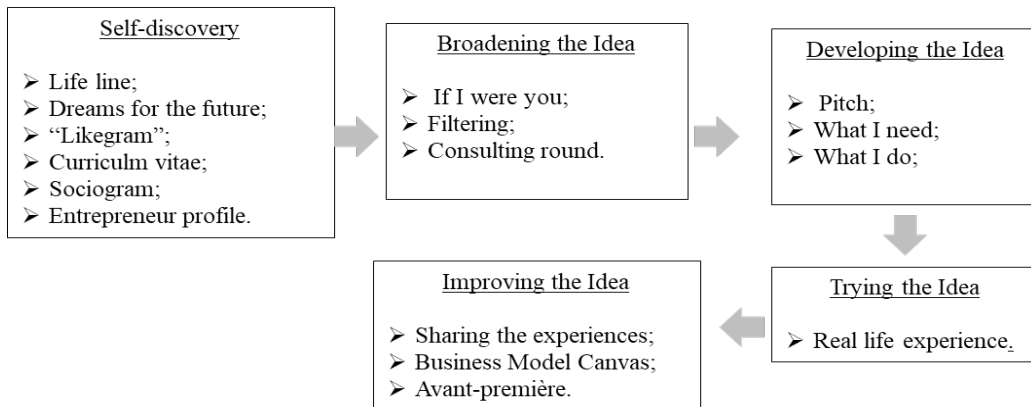 Self-discovery
➢ Life line;
➢ Dreams for the future;
➢ “Likegram”;
➢ Curriculm vitae;
➢ Sociogram;
➢ Entrepreneur profile.
Broadening the Idea
➢ If I were you;
➢ Filtering;
➢ Consulting round.
Developing the Idea
➢ Pitch;
➢ What I need;
➢ What I do;
Trying the Idea
➢ Real life experience.
Improving the Idea
➢ Sharing the experiences;
➢ Business Model Canvas;
➢ Avant-première.